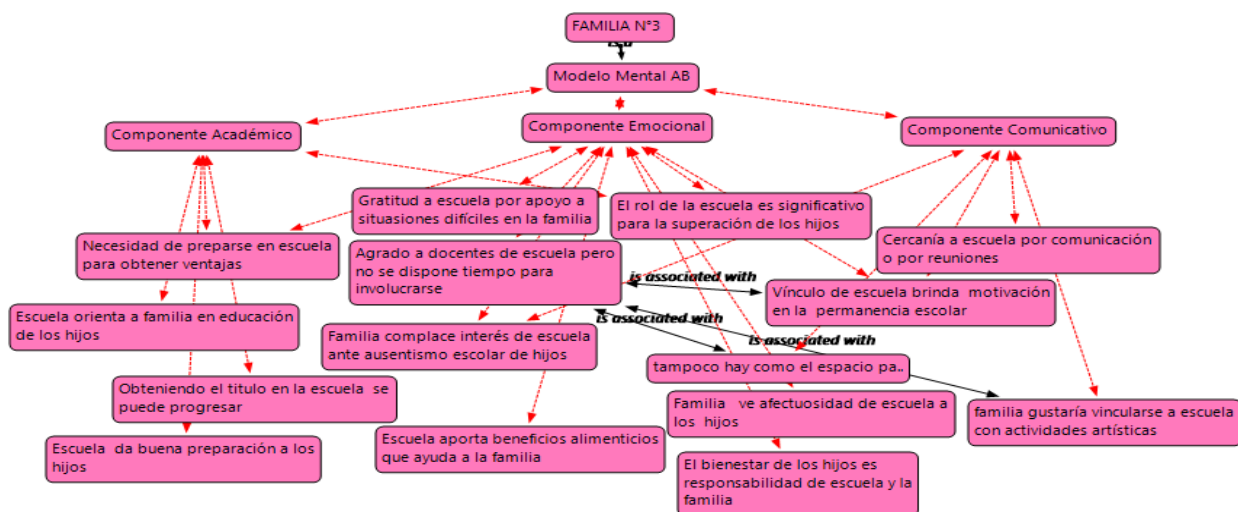 FAMILIA N°3
is a
Modelo Mental AB
Componente Académico
Componente Emocional
Componente Comunicativo
Gratitud a escuela por apoyo a
situaciones difíciles en la familia
El rol de la escuela es significativo
para la superación de los hijos
Necesidad de preparse en escuela
para obtener ventajas
Agrado a docentes de escuela pero
no se dispone tiempo para
involucrarse
Cercanía a escuela por comunicación
o por reuniones
is associated with
Vínculo de escuela brinda motivación
en la permanencia escolar
Escuela orienta a familia en educación
de los hijos
is associated with
Familia complace interés de escuela
ante ausentismo escolar de hijos
is associated with
tampoco hay como el espacio pa..
Obteniendo el titulo en la escuela se
puede progresar
Familia ve afectuosidad de escuela a
los hijos
familia gustaría vincularse a escuela
con actividades artísticas
Escuela da buena preparación a los
hijos
Escuela aporta beneficios alimenticios
que ayuda a la familia
El bienestar de los hijos es
responsabilidad de escuela y la
familia